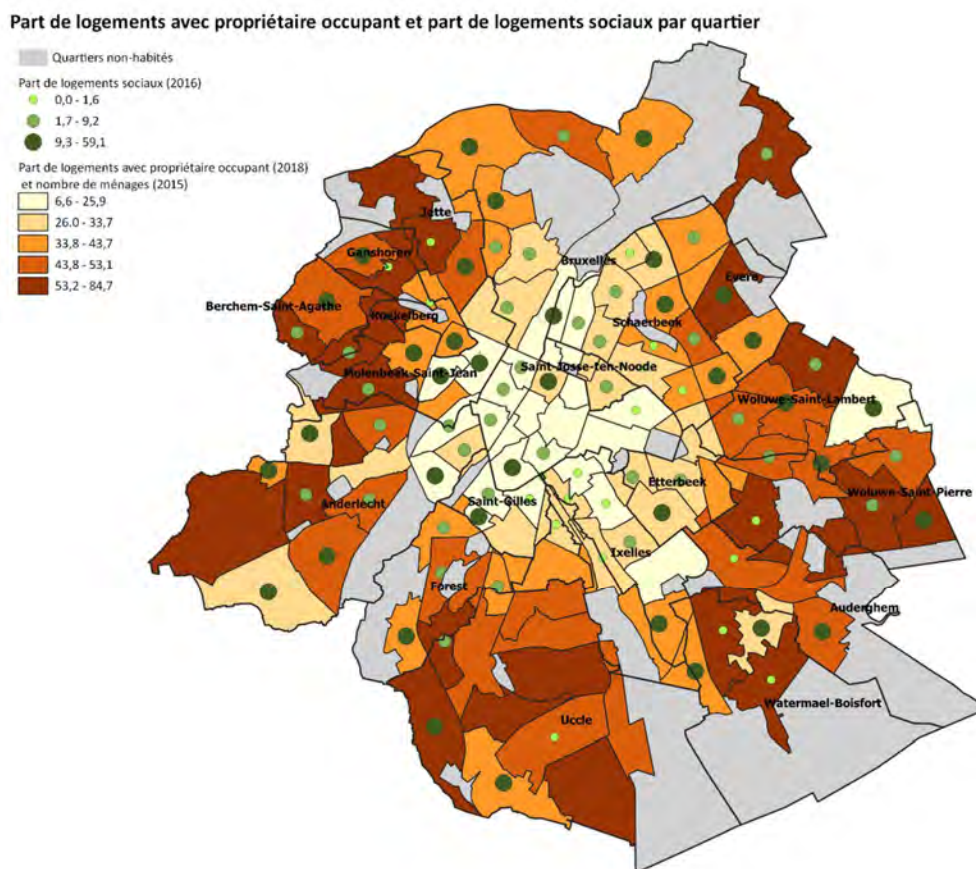 Part de logements avec propriétaire occupant et part de logements sociaux par quartier
Quartiers non-habités
Part de logements sociaux (2016)
0,0 - 1,6
1,7 - 9,2
9,3 - 59,1
Part de logements avec propriétaire occupant (2018)
et nombre de ménages (2015)
6,6 - 25,9
26.0 - 33,7
33,8 - 43,7
43,8 - 53,1
53,2 - 84,7
Jette
Ganshoren
Bruxelles
Evere
Berchem-Saint-Agathe
Koekelberg
Schaerbeek
Saint-Josse-ten-Noode
Molenbeek-Saint-Jean
Woluwe-Saint-Lambert
Etterbeek
Woluwe-Saint-Pierre
Anderlecht
Saint-Gilles
Ixelles
Forest
Auderghem
Watermael-Boisfort
Uccle